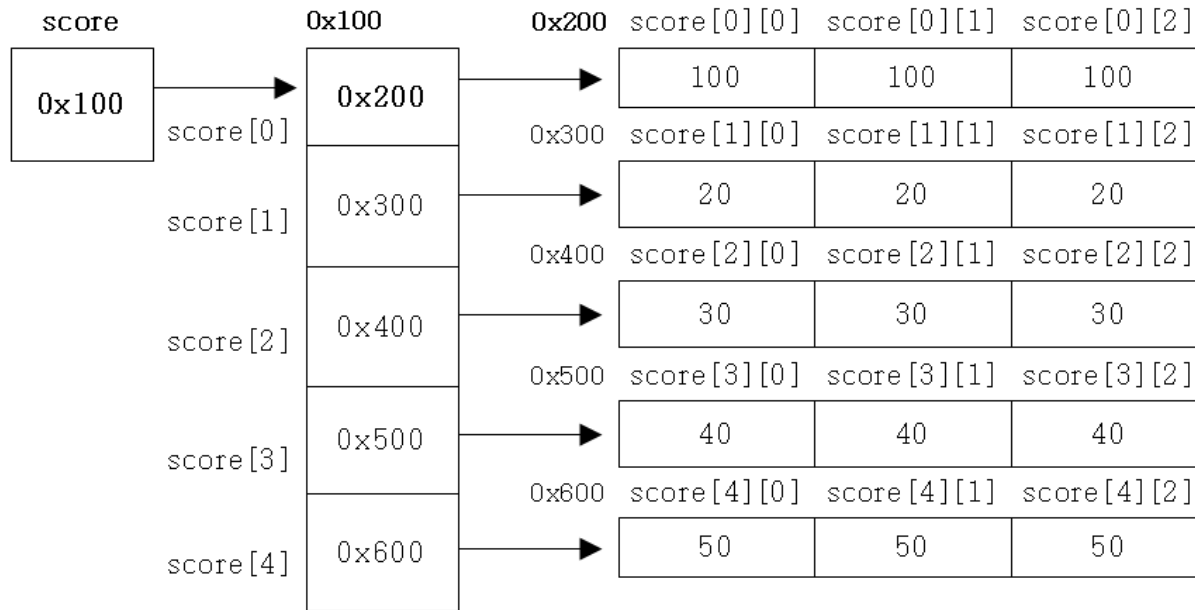 score 0x100 0x200 score[0][0] score[0][1] score[0][2]
0x100 0x200 100 100 100
score[0] 0x300 score[1][0] score[1][1] score[1][2]
score[1] 0x300 20 20 20
0x400 score[2][0] score[2][1] score[2][2]
score[2] 0x400 30 30 30
0x500 score[3][0] score[3][1] score[3][2]
score[3] 0x500 40 40 40
0x600 score[4][0] score[4][1] score[4][2]
score[4] 0x600 50 50 50